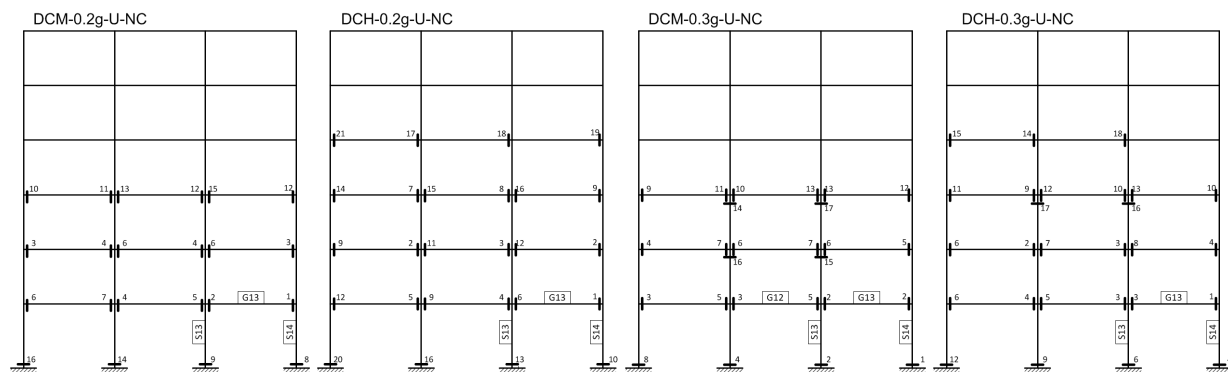 DCM-0.2g-U-NC DCH-0.2g-U-NC DCM-0.3g-U-NC DCH-0.3g-U-NC
21 17 18 19 15 14 18
10 11 13 12 15 12 14 7 15 8 16 9 9 11 10 13 13 12 11 9 12 10 13 10
14 17 17 16
3 4 6 4 6 3 9 2 11 3 12 2 4 7 6 7 6 5 6 2 7 3 8 4
16 15
6 7 4 5 2 G13 1 12 5 9 4 6 G13 1 3 5 3 G12 5 2 G13 2 6 4 5 3 3 G13 1
S13 S14 S13 S14 S13 S14 S13 S14
16 14 9 8 20 16 13 10 8 4 2 1 12 9 6